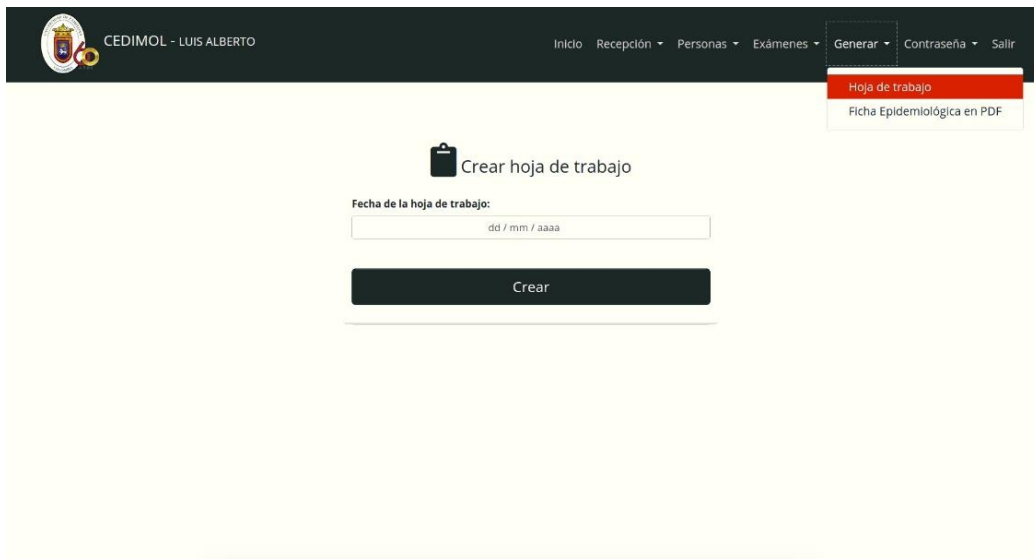 CEDIMOL - LUIS ALBERTO
Inicio Recepción Personas Exámenes Generar Contraseña Salir
Hoja de trabajo
Ficha Epidemiológica en PDF
Crear hoja de trabajo
Fecha de la hoja de trabajo:
dd / mm / aaaa
Crear